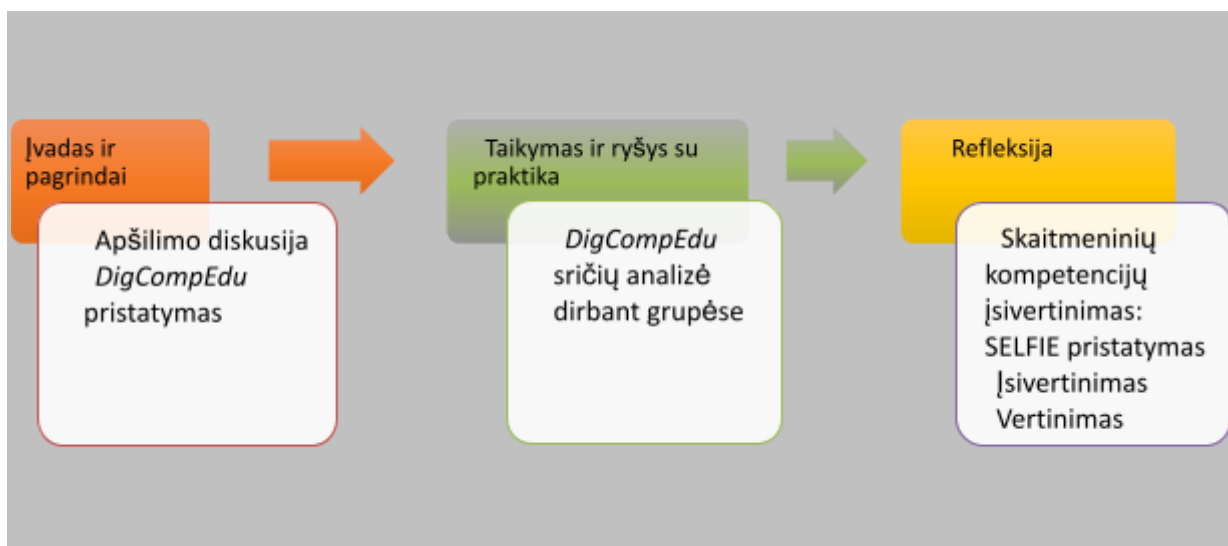 Įvadas ir
pagrindai
Apšilimo diskusija
DigCompEdu
pristatymas
Taikymas ir ryšys su
praktika
DigCompEdu
sričių analizė
dirbant grupėse
Refleksija
Skaitmeninių
kompetencijų
įsivertinimas:
SELFIE pristatymas
Įsivertinimas
Vertinimas